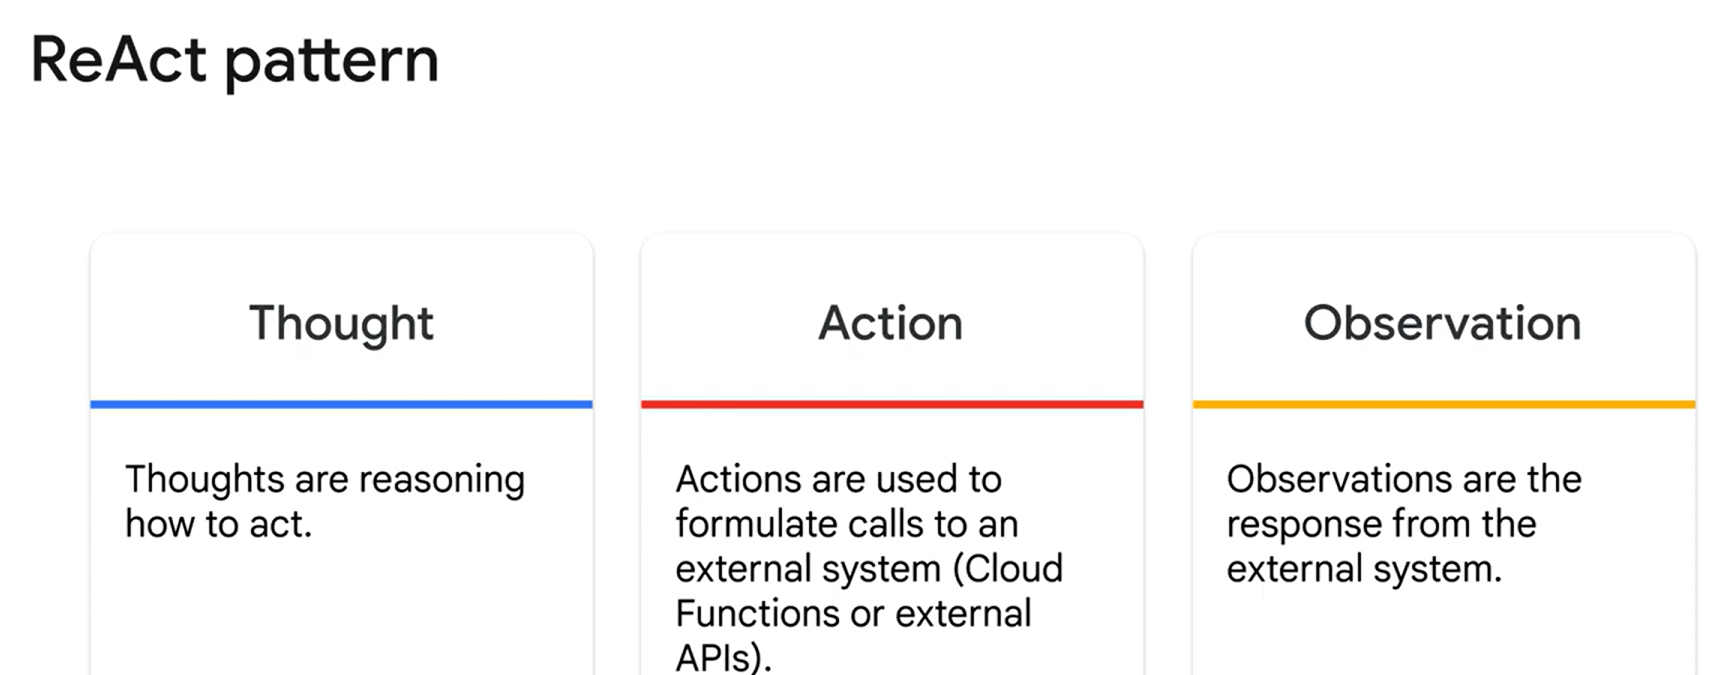 ReAct pattern
Thought
Thoughts are reasoning
how to act.
Action
Actions are used to
formulate calls to an
external system (Cloud
Functions or external
APIs).
Observation
Observations are the
response from the
external system.